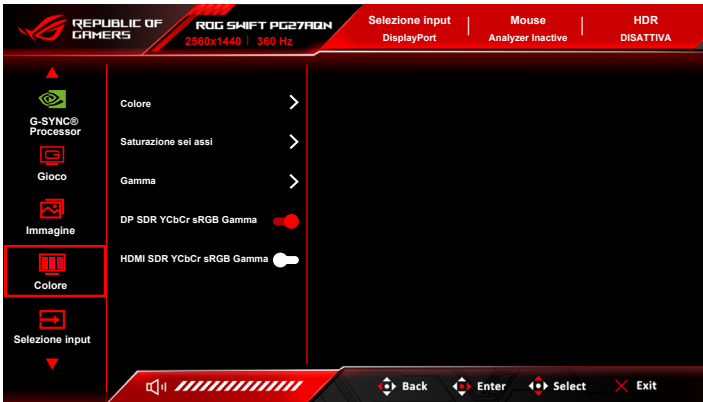 REPUBLIC OF
GAMERS
ROG SWIFT PG27AQN
2560x1440 | 360 Hz
Selezione input
DisplayPort
Mouse
Analyzer Inactive
HDR
DISATTIVA
G-SYNC®
Processor
Gioco
Immagine
Colore
Selezione input
Colore
Saturazione sei assi
Gamma
DP SDR YCbCr sRGB Gamma
HDMI SDR YCbCr sRGB Gamma
Back
Enter
Select
Exit